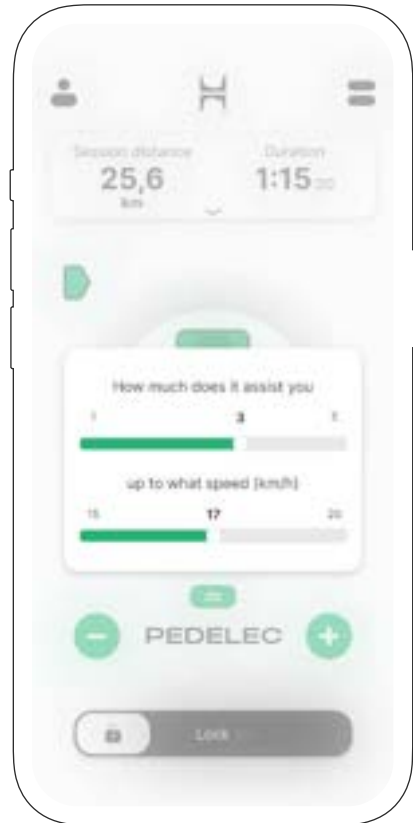 Session distance Duration
25,6 1:15
km
How much does it assist you
1 3 5
up to what speed [km/h]
15 17 20
PEDELEC
Lock